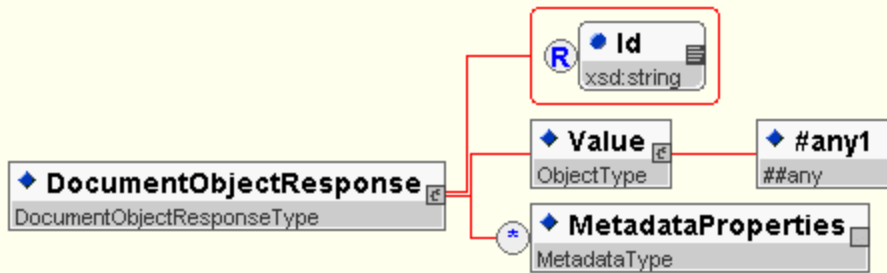 R
Id
xsd:string
Value
ObjectType
#any1
##any
DocumentObjectResponse
DocumentObjectResponseType
*
MetadataProperties
MetadataType